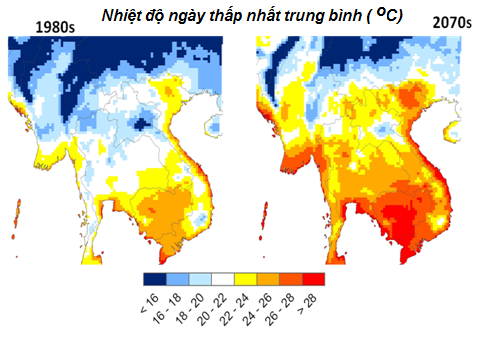 Nhiệt độ ngày thấp nhất trung bình ( ºC)
1980s
2070s
< 16
16 - 18
18 - 20
20 - 22
22 - 24
24 - 26
26 - 28
> 28